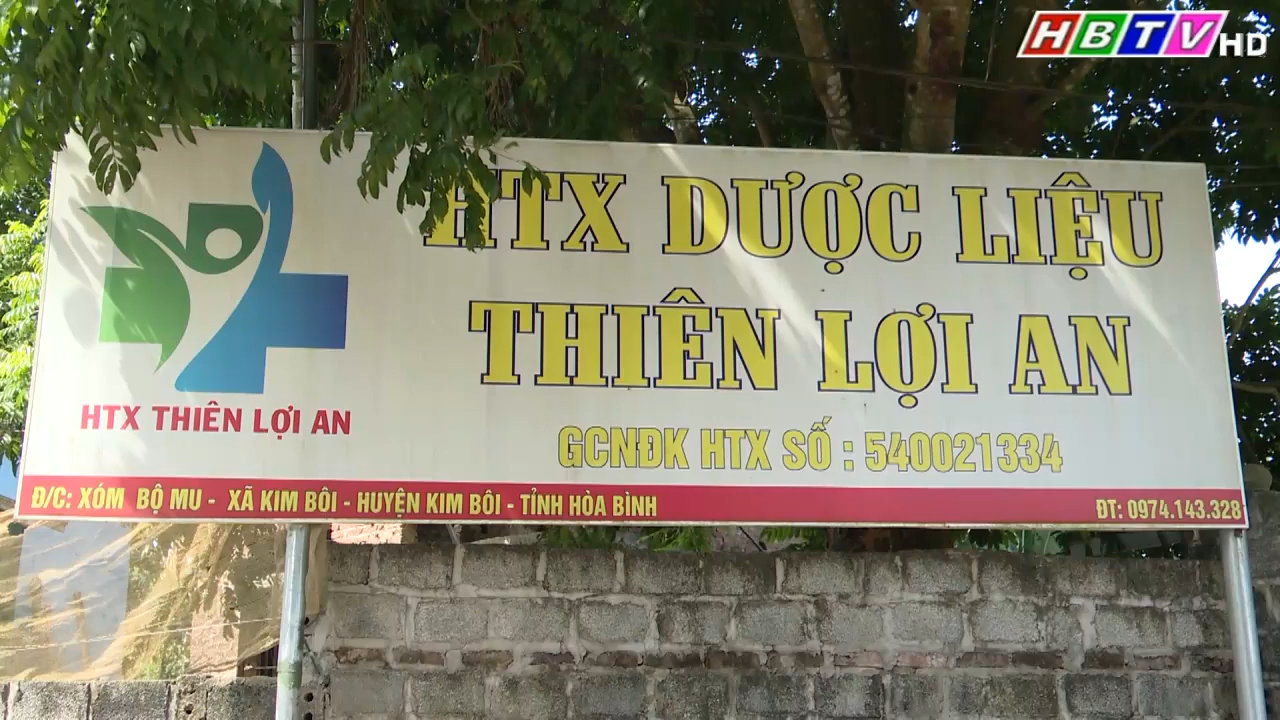 HBTV HD
HTX DƯỢC LIỆU
THIÊN LỢI AN
HTX THIÊN LỢI AN
GCNĐK HTX SỐ : 540021334
Đ/C: XÓM BỘ MU - XÃ KIM BÔI - HUYỆN KIM BÔI - TỈNH HÒA BÌNH
ĐT: 0974.143.328